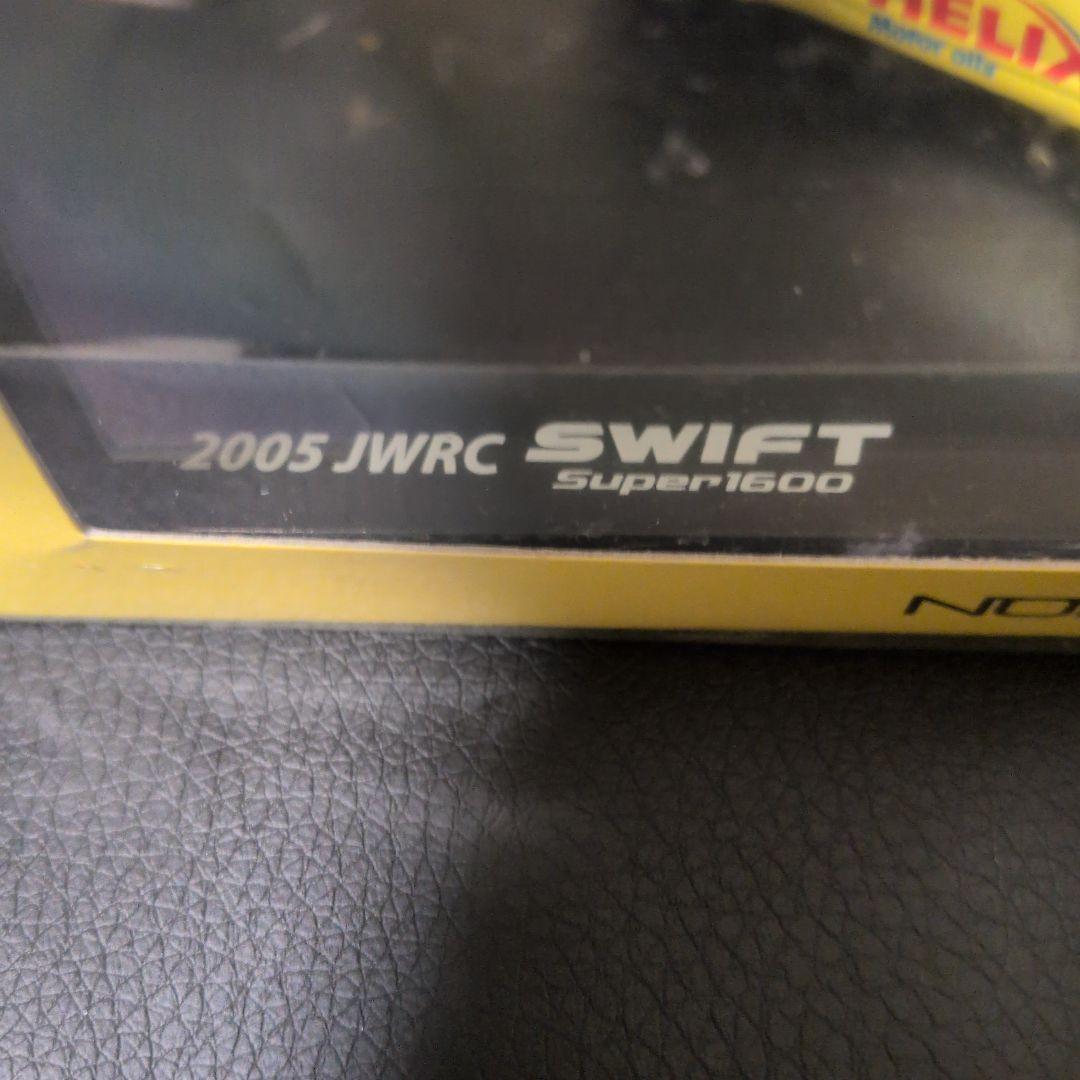 HELIX
Motor oils
2005 JWRC SWIFT
Super1600